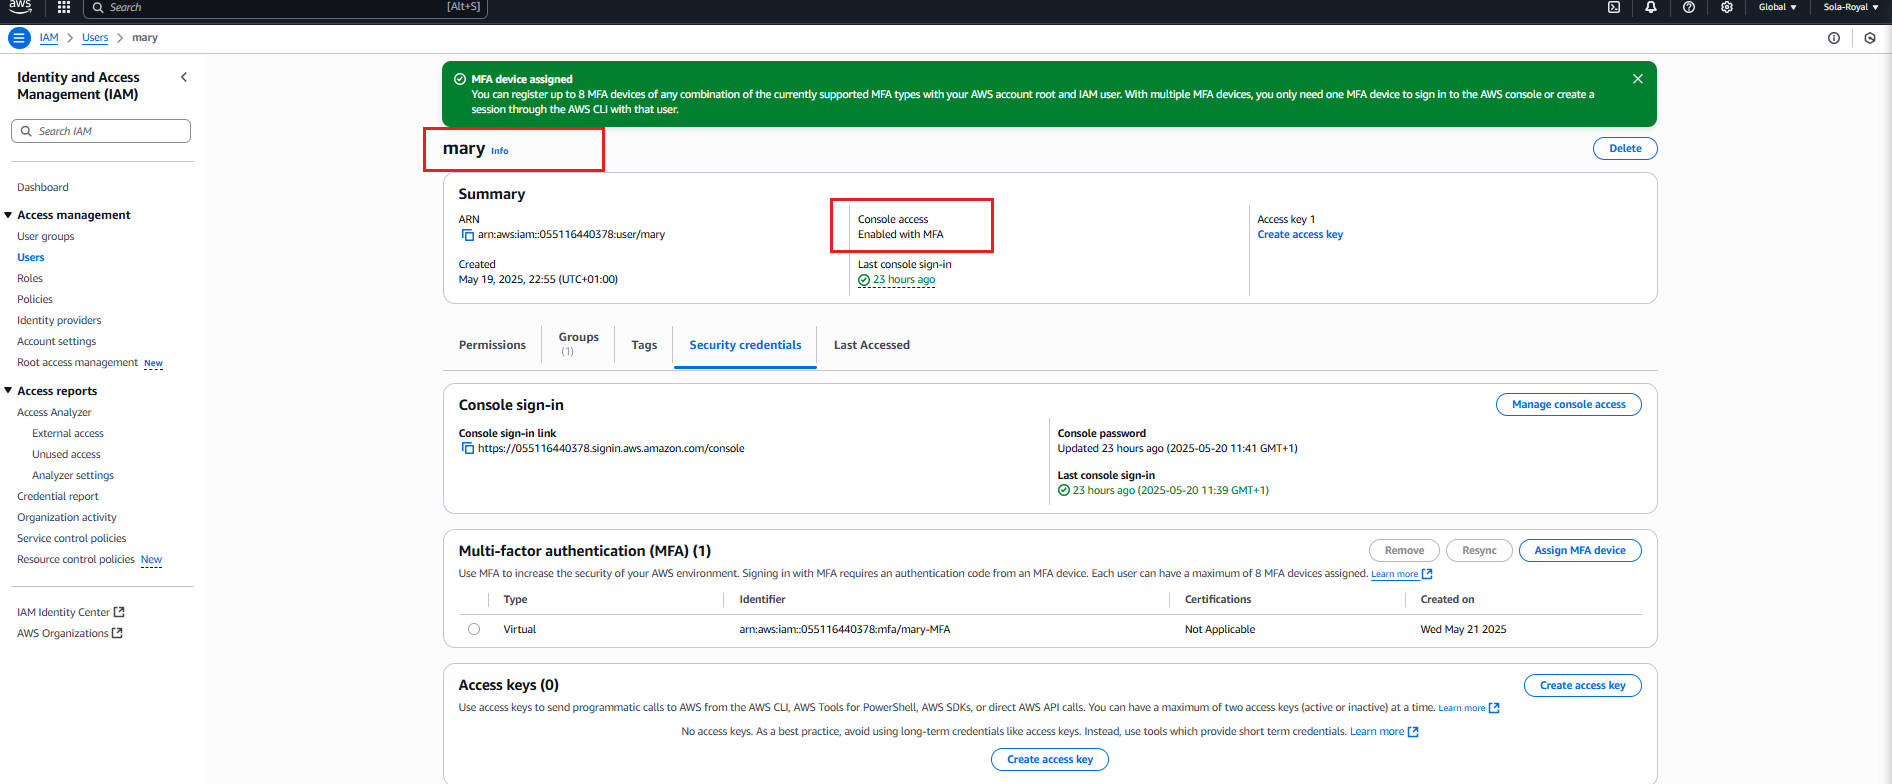 aws
Search
[Alt+S]
Global
Sola-Royal
IAM
Users
mary
Identity and Access
Management (IAM)
Search IAM
Dashboard
Access management
User groups
Users
Roles
Policies
Identity providers
Account settings
Root access management New
Access reports
Access Analyzer
External access
Unused access
Analyzer settings
Credential report
Organization activity
Service control policies
Resource control policies New
IAM Identity Center
AWS Organizations
MFA device assigned
You can register up to 8 MFA devices of any combination of the currently supported MFA types with your AWS account root and IAM user. With multiple MFA devices, you only need one MFA device to sign in to the AWS console or create a
session through the AWS CLI with that user.
mary Info
Delete
Summary
ARN
arn:aws:iam::055116440378:user/mary
Console access
Enabled with MFA
Access key 1
Create access key
Created
May 19, 2025, 22:55 (UTC+01:00)
Last console sign-in
23 hours ago
Permissions
Groups
(1)
Tags
Security credentials
Last Accessed
Console sign-in
Manage console access
Console sign-in link
https://055116440378.signin.aws.amazon.com/console
Console password
Updated 23 hours ago (2025-05-20 11:41 GMT+1)
Last console sign-in
23 hours ago (2025-05-20 11:39 GMT+1)
Multi-factor authentication (MFA) (1)
Remove
Resync
Assign MFA device
Use MFA to increase the security of your AWS environment. Signing in with MFA requires an authentication code from an MFA device. Each user can have a maximum of 8 MFA devices assigned. Learn more
Type
Identifier
Certifications
Created on
Virtual
arn:aws:iam::055116440378:mfa/mary-MFA
Not Applicable
Wed May 21 2025
Access keys (0)
Create access key
Use access keys to send programmatic calls to AWS from the AWS CLI, AWS Tools for PowerShell, AWS SDKs, or direct AWS API calls. You can have a maximum of two access keys (active or inactive) at a time. Learn more
No access keys. As a best practice, avoid using long-term credentials like access keys. Instead, use tools which provide short term credentials. Learn more
Create access key